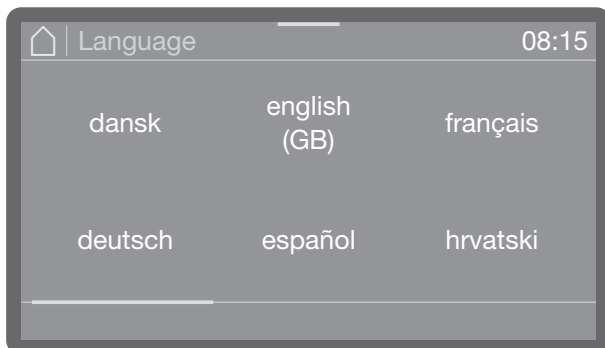 Language
08:15
dansk
english
(GB)
français
deutsch
español
hrvatski